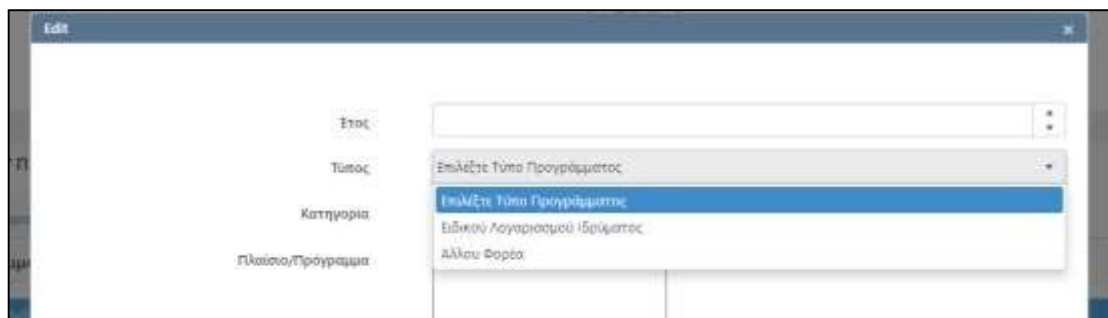 Edit
×
Έτος
Τύπος
Επιλέξτε Τύπο Προγράμματος
Επιλέξτε Τύπο Προγράμματος
Κατηγορία
Ειδικού Λογαριασμού Ιδρύματος
Πλαίσιο/Πρόγραμμα
Άλλου Φορέα